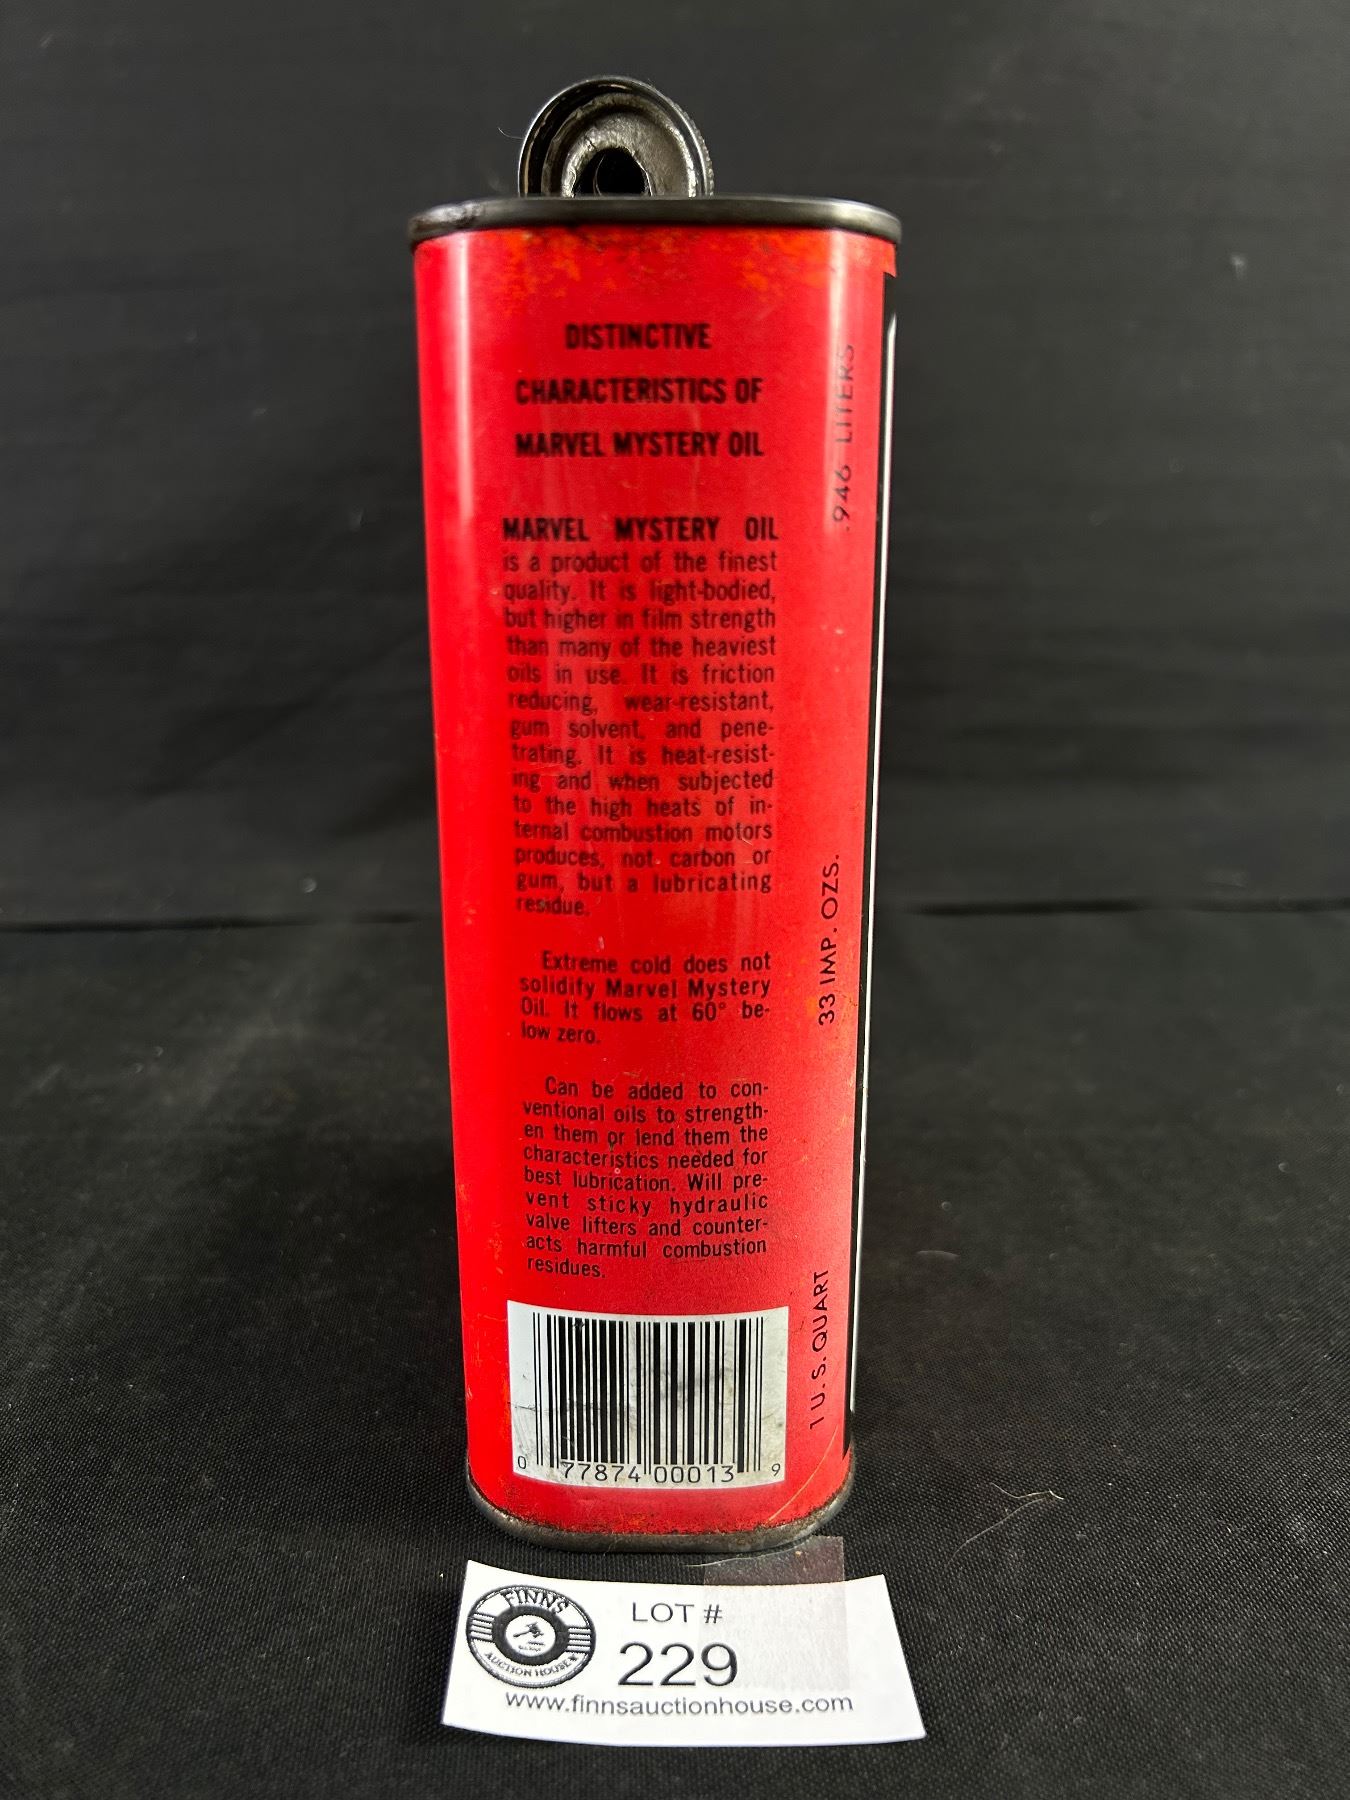 DISTINCTIVE
CHARACTERISTICS OF
MARVEL MYSTERY OIL
MARVEL MYSTERY OIL
is a product of the finest
quality. It is light-bodied,
but higher in film strength
than many of the heaviest
oils in use. It is friction
reducing, wear-resistant,
gum solvent, and pene-
trating. It is heat-resist-
ing and when subjected
to the high heats of in-
ternal combustion motors
produces, not carbon or
gum, but a lubricating
residue.
Extreme cold does not
solidify Marvel Mystery
Oil. It flows at 60° be-
low zero.
Can be added to con-
ventional oils to strength-
en them or lend them the
characteristics needed for
best lubrication. Will pre-
vent sticky hydraulic
valve lifters and counter-
acts harmful combustion
residues.
0 77874 00013 9
1 U.S. QUART
33 IMP. OZS.
.946 LITERS
FINNS
AUCTION HOUSE
LOT #
229
www.finnsauctionhouse.com